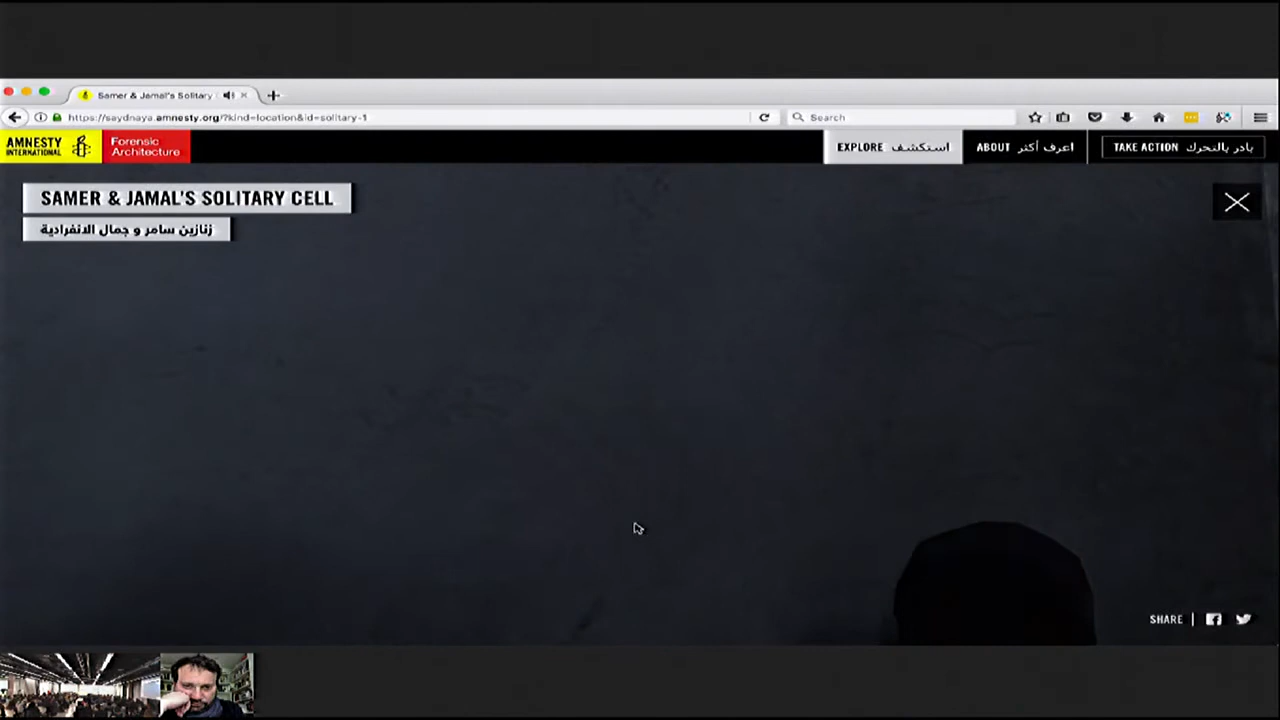 Samer & Jamal's Solitary
https://saydnaya.amnesty.org/?kind=location&id=solitary-1
Search
AMNESTY
INTERNATIONAL
Forensic
Architecture
EXPLORE استكشف
ABOUT اعرف أكثر
TAKE ACTION بادر بالتحرك
SAMER & JAMAL'S SOLITARY CELL
زنازين سامر و جمال الانفرادية
SHARE